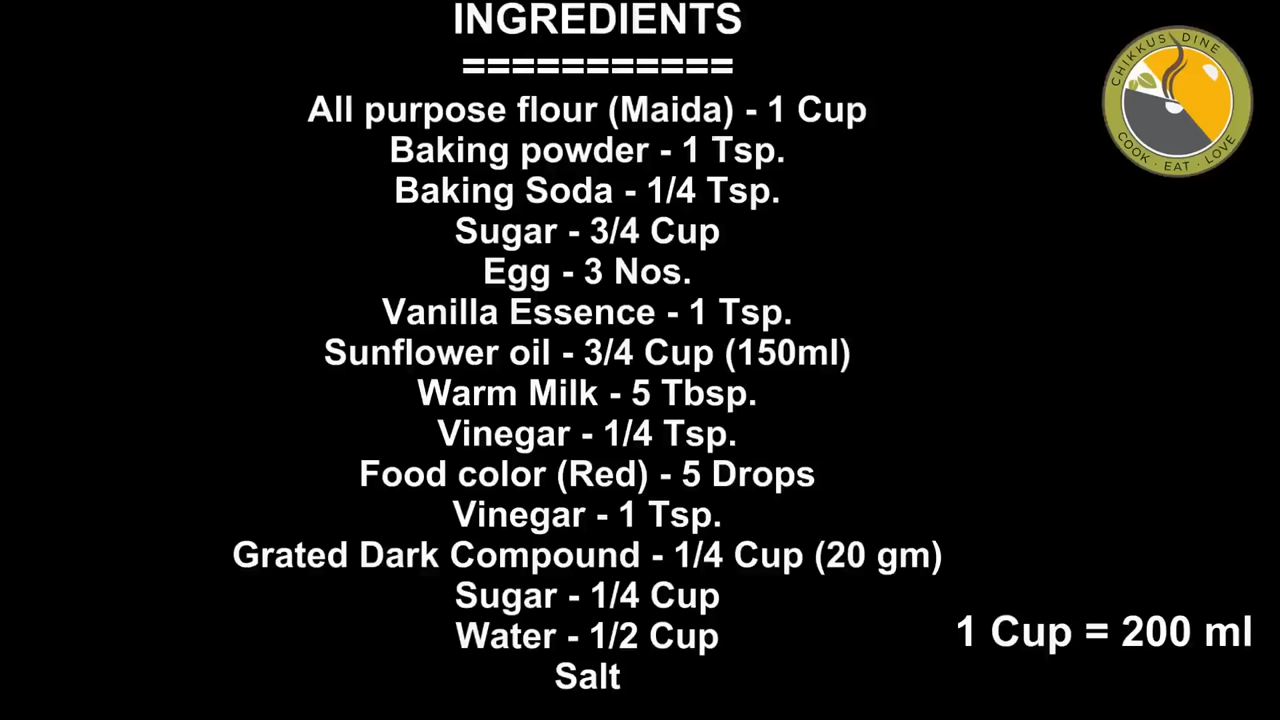 INGREDIENTS
===========
All purpose flour (Maida) - 1 Cup
Baking powder - 1 Tsp.
Baking Soda - 1/4 Tsp.
Sugar - 3/4 Cup
Egg - 3 Nos.
Vanilla Essence - 1 Tsp.
Sunflower oil - 3/4 Cup (150ml)
Warm Milk - 5 Tbsp.
Vinegar - 1/4 Tsp.
Food color (Red) - 5 Drops
Vinegar - 1 Tsp.
Grated Dark Compound - 1/4 Cup (20 gm)
Sugar - 1/4 Cup
Water - 1/2 Cup
Salt
1 Cup = 200 ml
CHIKKUS DINE
COOK · EAT · LOVE